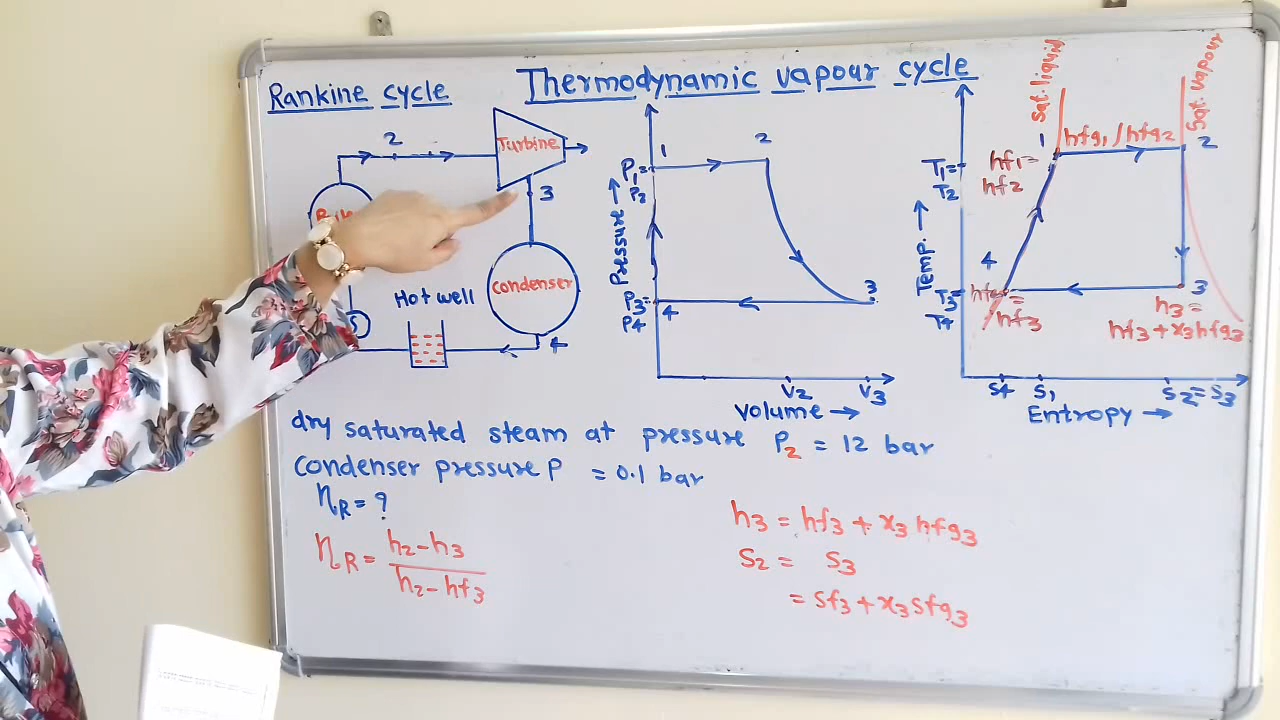 Rankine cycle
Thermodynamic vapour cycle
2
Turbine
3
Condenser
Hot well
4
1
2
P1=
P2
Pressure →
P3=
P4
4
3
V2
V3
Volume →
Sat. liquid
Sat vapour
1
hfg1/hfg2
2
hf1=
hf2
T1=
T2
Temp. →
4
T3=
T4
=
hf3
3
h3=
hf3+x3hfg3
S4
S1
S2=S3
Entropy →
dry saturated steam at pressure P2 = 12 bar
Condenser pressure P = 0.1 bar
ηR= ?
ηR= h2-h3
h2-hf3
h3 = hf3 + x3 hfg3
S2 = S3
= Sf3+x3Sfg3